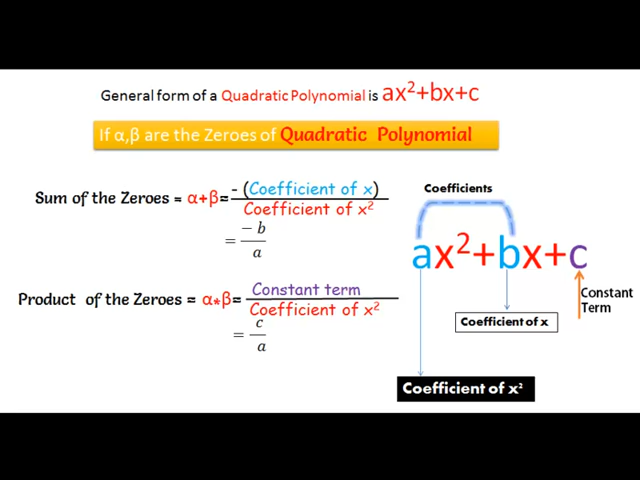 General form of a Quadratic Polynomial is ax²+bx+c
If α,β are the Zeroes of Quadratic Polynomial
Sum of the Zeroes = α+β= - (Coefficient of x)
Coefficient of x²
= −b
a
Product of the Zeroes = α*β= Constant term
Coefficient of x²
= c
a
Coefficients
ax²+bx+c
Constant
Term
Coefficient of x
Coefficient of x²